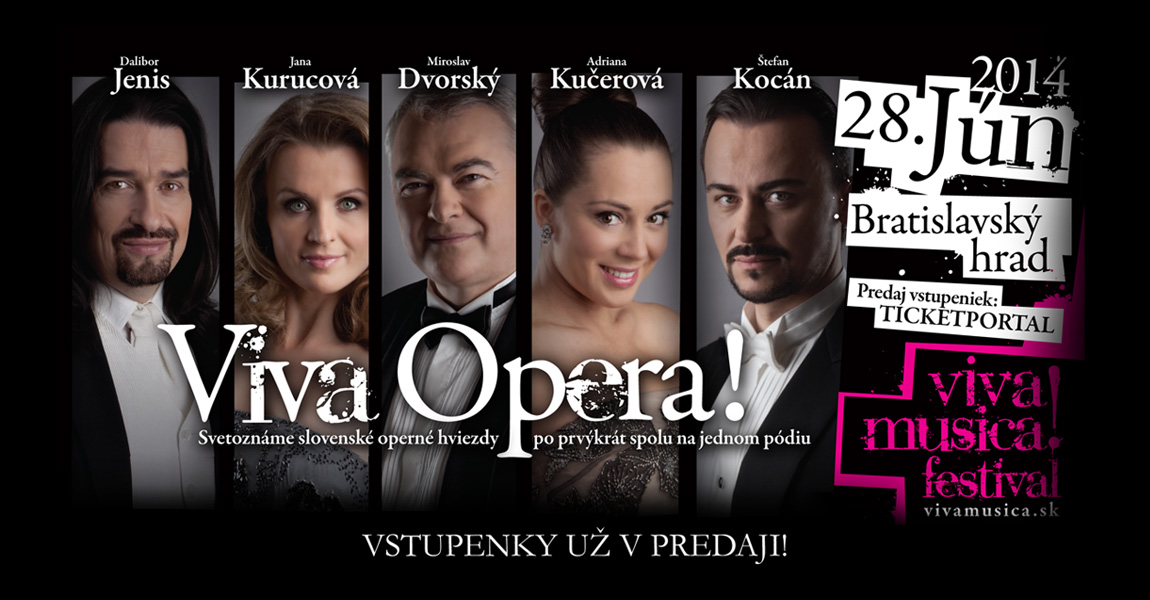 Dalibor
Jenis
Jana
Kurucová
Miroslav
Dvorský
Adriana
Kučerová
Štefan
Kocán
2014
28. Jún
Bratislavský
hrad
Predaj vstupeniek:
TICKETPORTAL
Viva Opera!
Svetoznáme slovenské operné hviezdy po prvýkrát spolu na jednom pódiu
viva
musica!
festival
vivamusica.sk
VSTUPENKY UŽ V PREDAJI!